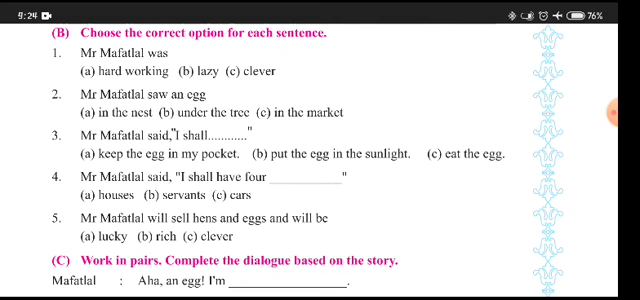 9:24 76%
(B) Choose the correct option for each sentence.
1. Mr Mafatlal was
(a) hard working (b) lazy (c) clever
2. Mr Mafatlal saw an egg
(a) in the nest (b) under the tree (c) in the market
3. Mr Mafatlal said,"I shall............"
(a) keep the egg in my pocket. (b) put the egg in the sunlight. (c) eat the egg.
4. Mr Mafatlal said, "I shall have four __________"
(a) houses (b) servants (c) cars
5. Mr Mafatlal will sell hens and eggs and will be
(a) lucky (b) rich (c) clever
(C) Work in pairs. Complete the dialogue based on the story.
Mafatlal : Aha, an egg! I'm ________________.